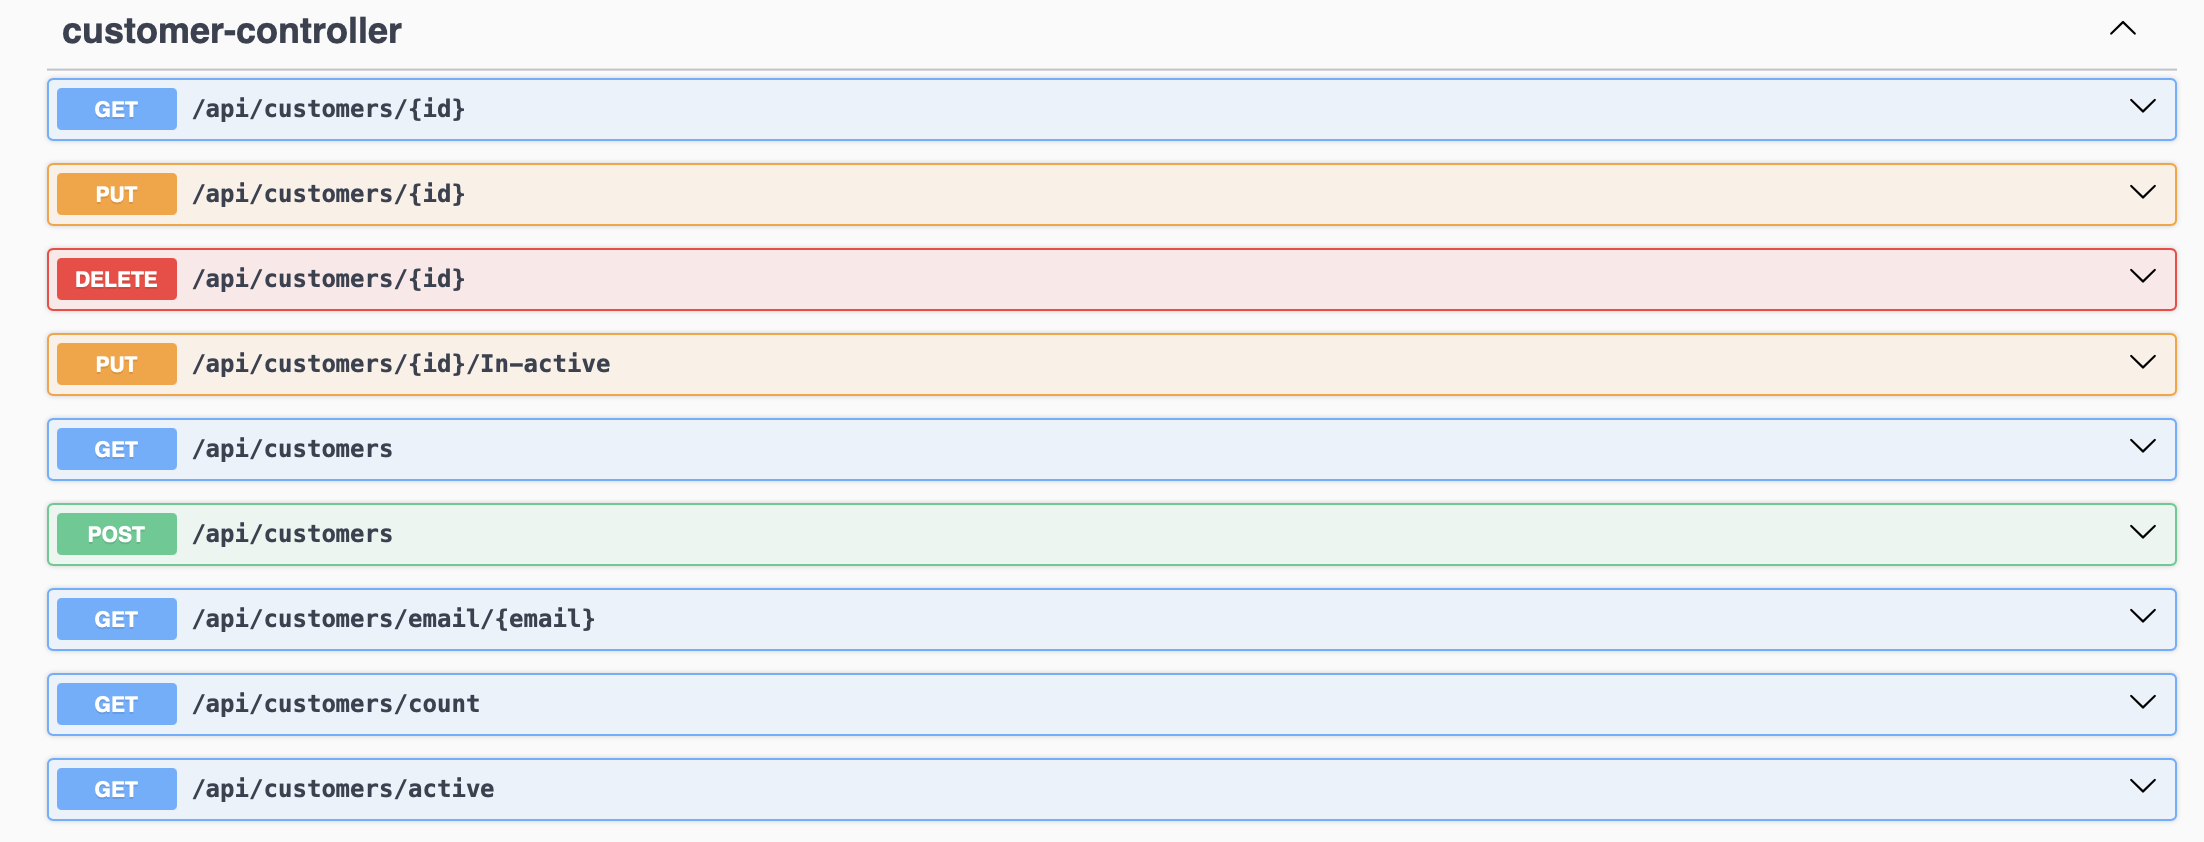 customer-controller
GET /api/customers/{id}
PUT /api/customers/{id}
DELETE /api/customers/{id}
PUT /api/customers/{id}/In-active
GET /api/customers
POST /api/customers
GET /api/customers/email/{email}
GET /api/customers/count
GET /api/customers/active